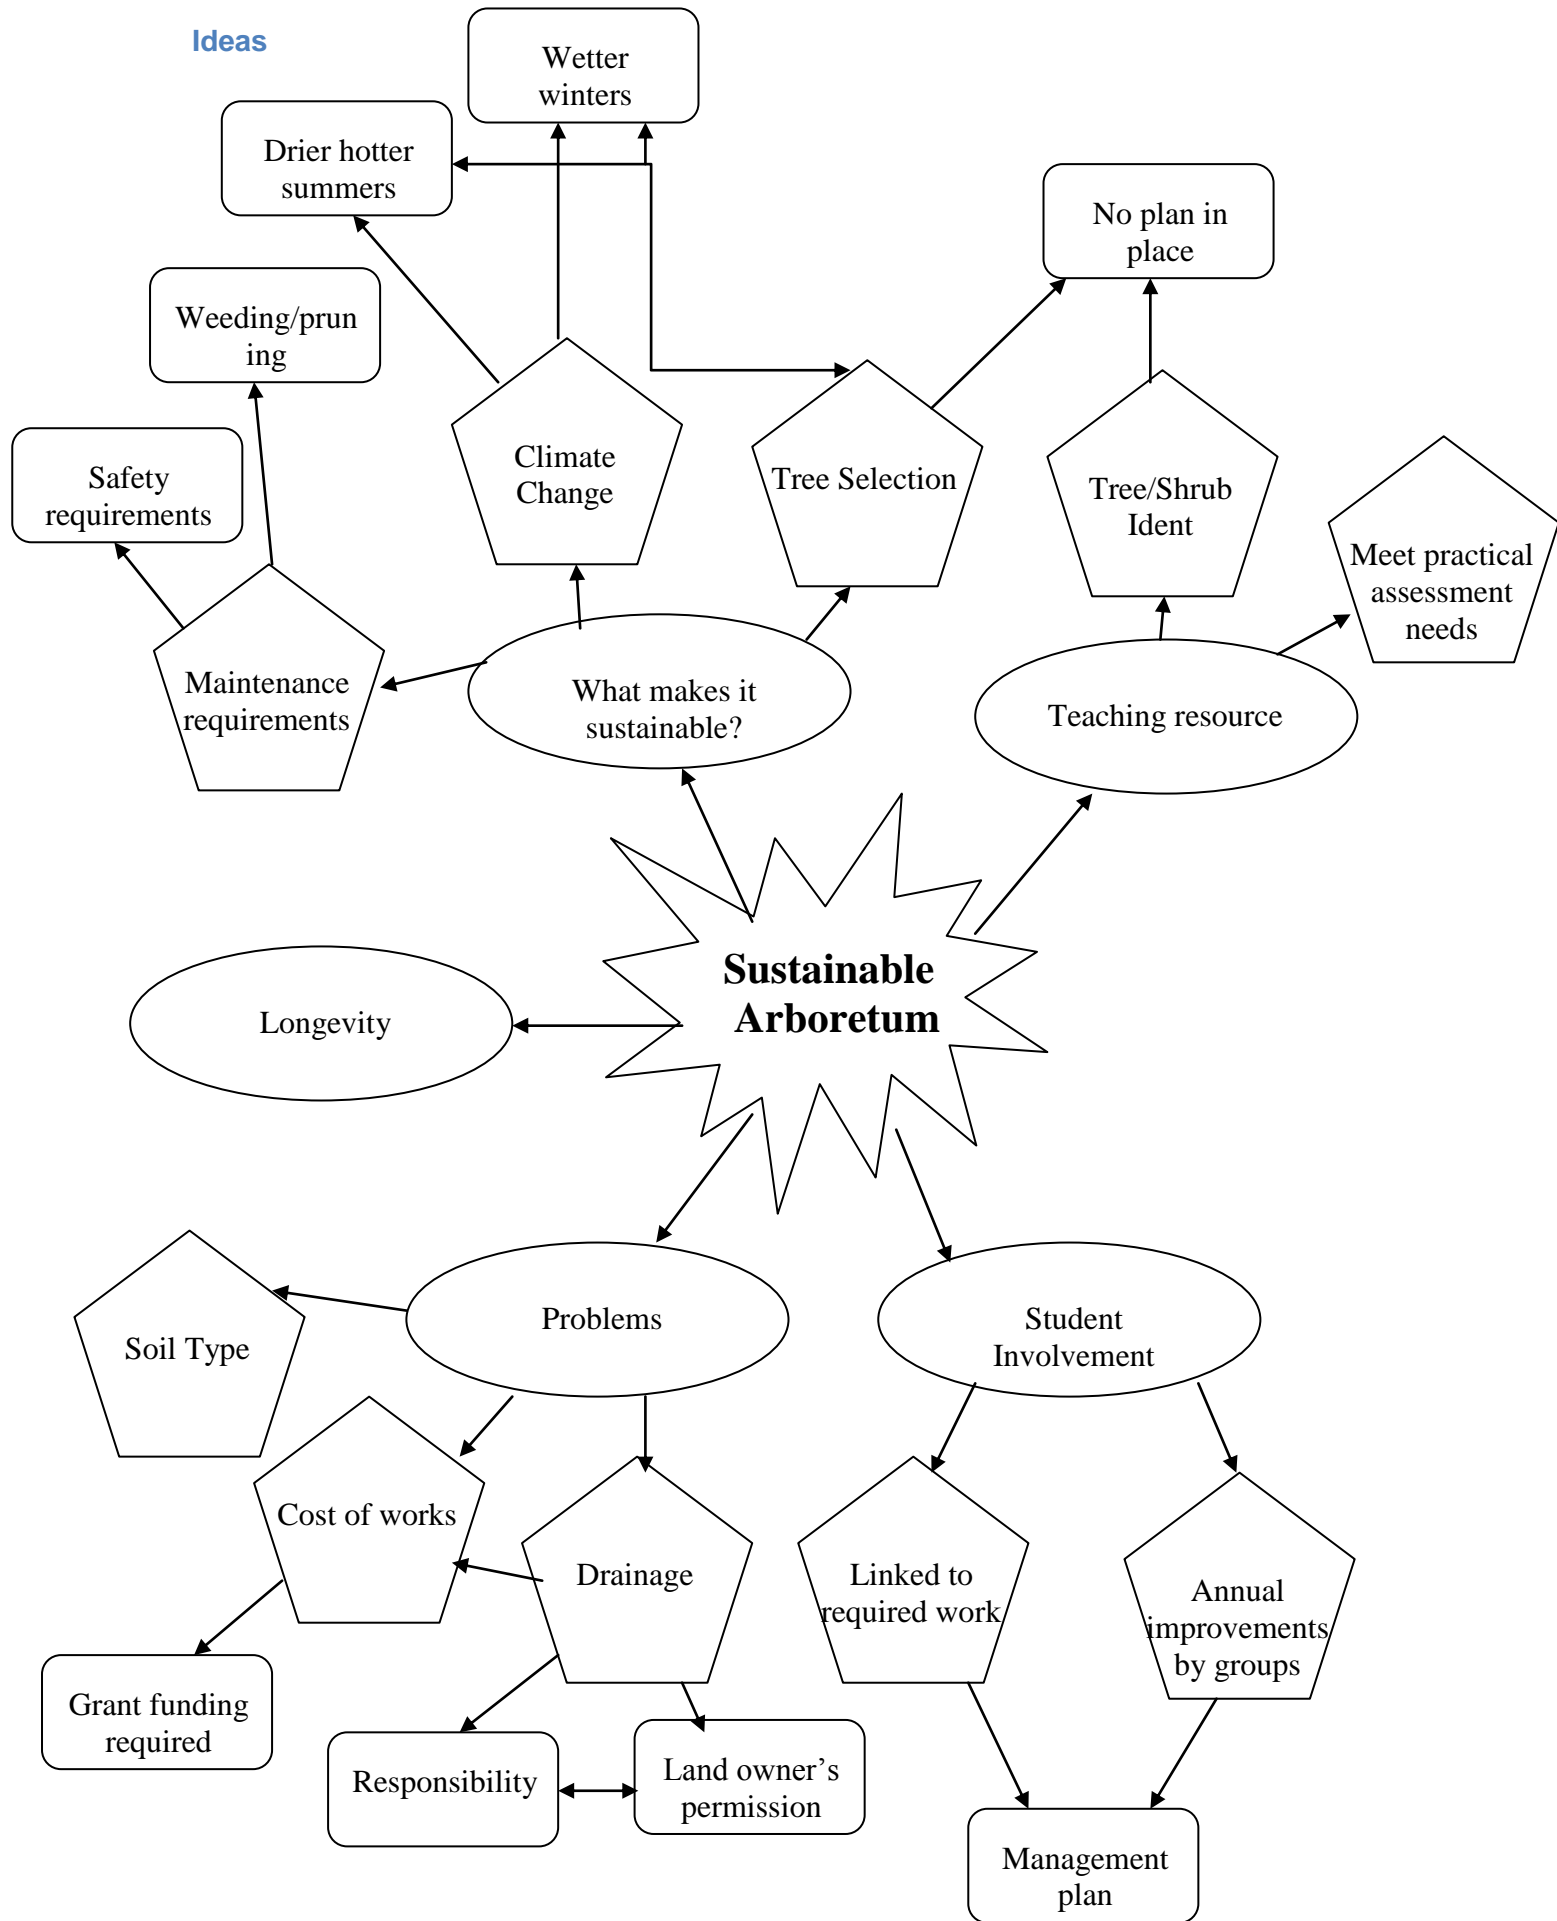 Ideas
Wetter
winters
Drier hotter
summers
No plan in
place
Weeding/prun
ing
Safety
requirements
Climate
Change
Tree Selection
Tree/Shrub
Ident
Meet practical
assessment
needs
Maintenance
requirements
What makes it
sustainable?
Teaching resource
Sustainable
Arboretum
Longevity
Problems
Student
Involvement
Soil Type
Cost of works
Drainage
Linked to
required work
Annual
improvements
by groups
Grant funding
required
Responsibility
Land owner’s
permission
Management
plan